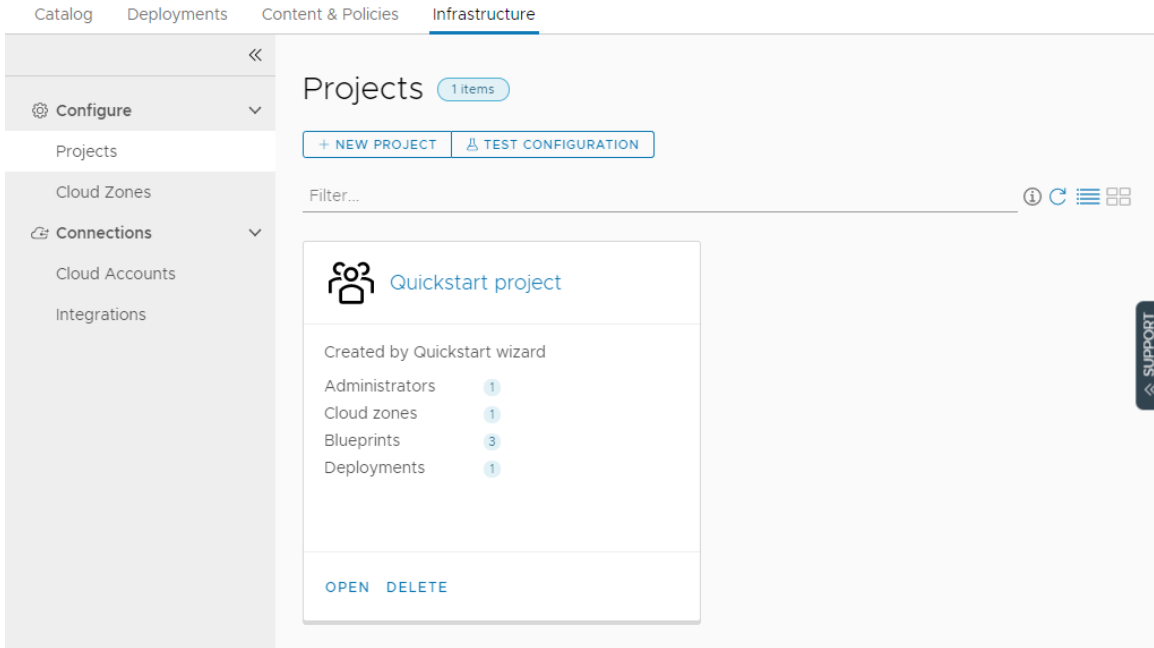 Catalog Deployments Content & Policies Infrastructure
Configure
Projects
Cloud Zones
Connections
Cloud Accounts
Integrations
Projects 1 items
+ NEW PROJECT TEST CONFIGURATION
Filter...
Quickstart project
Created by Quickstart wizard
Administrators 1
Cloud zones 1
Blueprints 3
Deployments 1
OPEN DELETE
SUPPORT